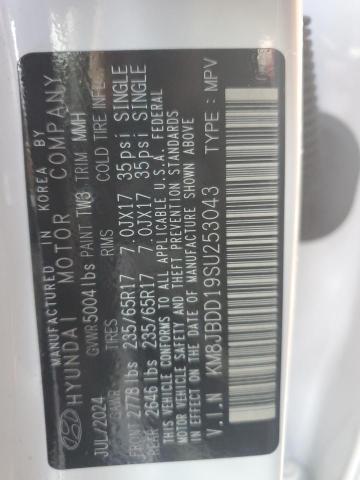 MANUFACTURED BY KOREA
HYUNDAI MOTOR COMPANY
JUL/2024 GVWR 5004 lbs PAINT TW3 TRIM MMH
GAWR TIRES RIMS COLD TIRE INFL.
FRONT 2778 lbs 235/65R17 7.0JX17 35psi SINGLE
REAR 2646 lbs 235/65R17 7.0JX17 35psi SINGLE
THIS VEHICLE CONFORMS TO ALL APPLICABLE U.S.A. FEDERAL
MOTOR VEHICLE SAFETY BUMPER AND THEFT PREVENTION STANDARDS
IN EFFECT ON THE DATE OF MANUFACTURE SHOWN ABOVE
V.I.N KM8JBDD19SU253043 TYPE: MPV